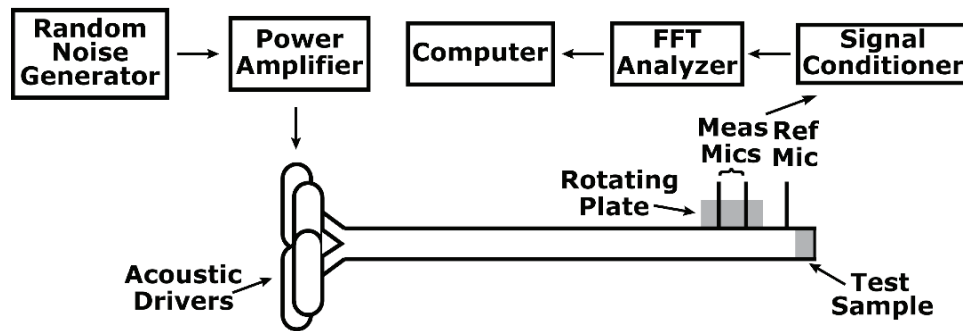 Random
Noise
Generator
Power
Amplifier
Computer
FFT
Analyzer
Signal
Conditioner
Meas
Mics
Ref
Mic
Rotating
Plate
Acoustic
Drivers
Test
Sample